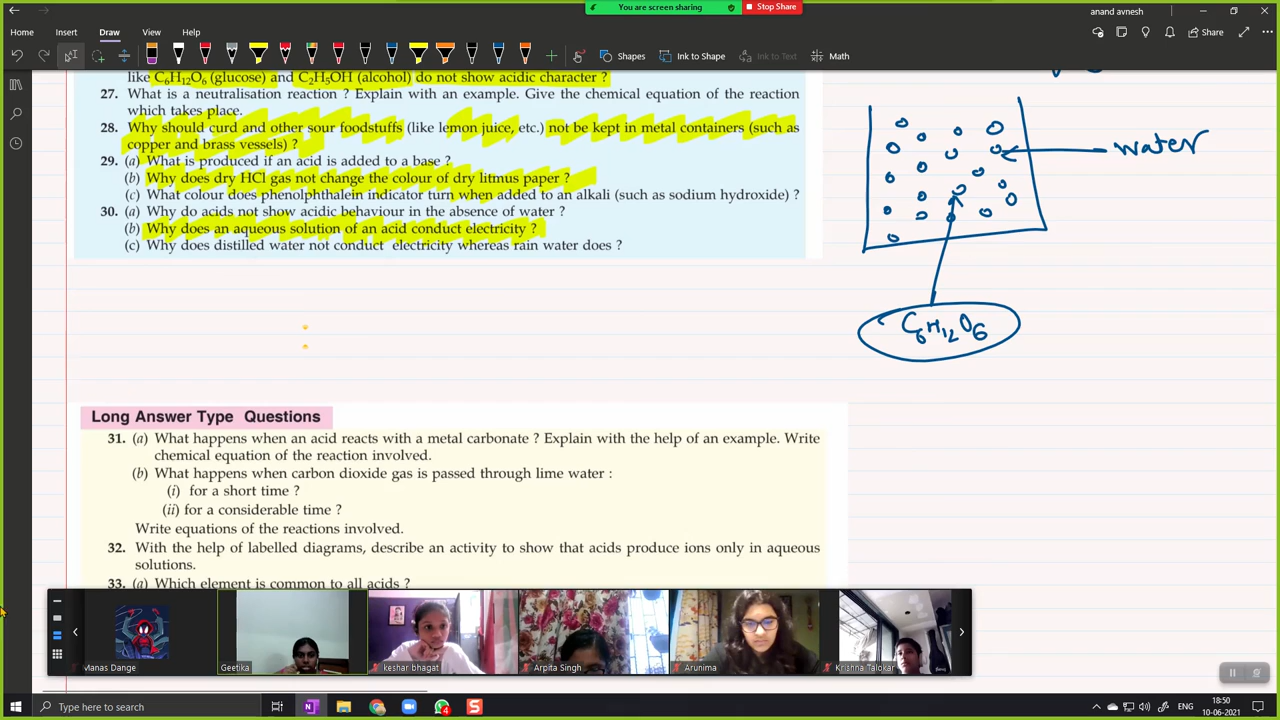 You are screen sharing
Stop Share
anand avnesh
Home Insert Draw View Help
Share
Shapes Ink to Shape Ink to Text Math
like C₆H₁₂O₆ (glucose) and C₂H₅OH (alcohol) do not show acidic character ?
27. What is a neutralisation reaction ? Explain with an example. Give the chemical equation of the reaction
which takes place.
28. Why should curd and other sour foodstuffs (like lemon juice, etc.) not be kept in metal containers (such as
copper and brass vessels) ?
29. (a) What is produced if an acid is added to a base ?
(b) Why does dry HCl gas not change the colour of dry litmus paper ?
(c) What colour does phenolphthalein indicator turn when added to an alkali (such as sodium hydroxide) ?
30. (a) Why do acids not show acidic behaviour in the absence of water ?
(b) Why does an aqueous solution of an acid conduct electricity ?
(c) Why does distilled water not conduct electricity whereas rain water does ?
water
C₆H₁₂O₆
Long Answer Type Questions
31. (a) What happens when an acid reacts with a metal carbonate ? Explain with the help of an example. Write
chemical equation of the reaction involved.
(b) What happens when carbon dioxide gas is passed through lime water :
(i) for a short time ?
(ii) for a considerable time ?
Write equations of the reactions involved.
32. With the help of labelled diagrams, describe an activity to show that acids produce ions only in aqueous
solutions.
33. (a) Which element is common to all acids ?
Manas Dange
Geetika
keshar bhagat
Arpita Singh
Arunima
Krishna Talokar
Type here to search
4
ENG
18:50
10-06-2021